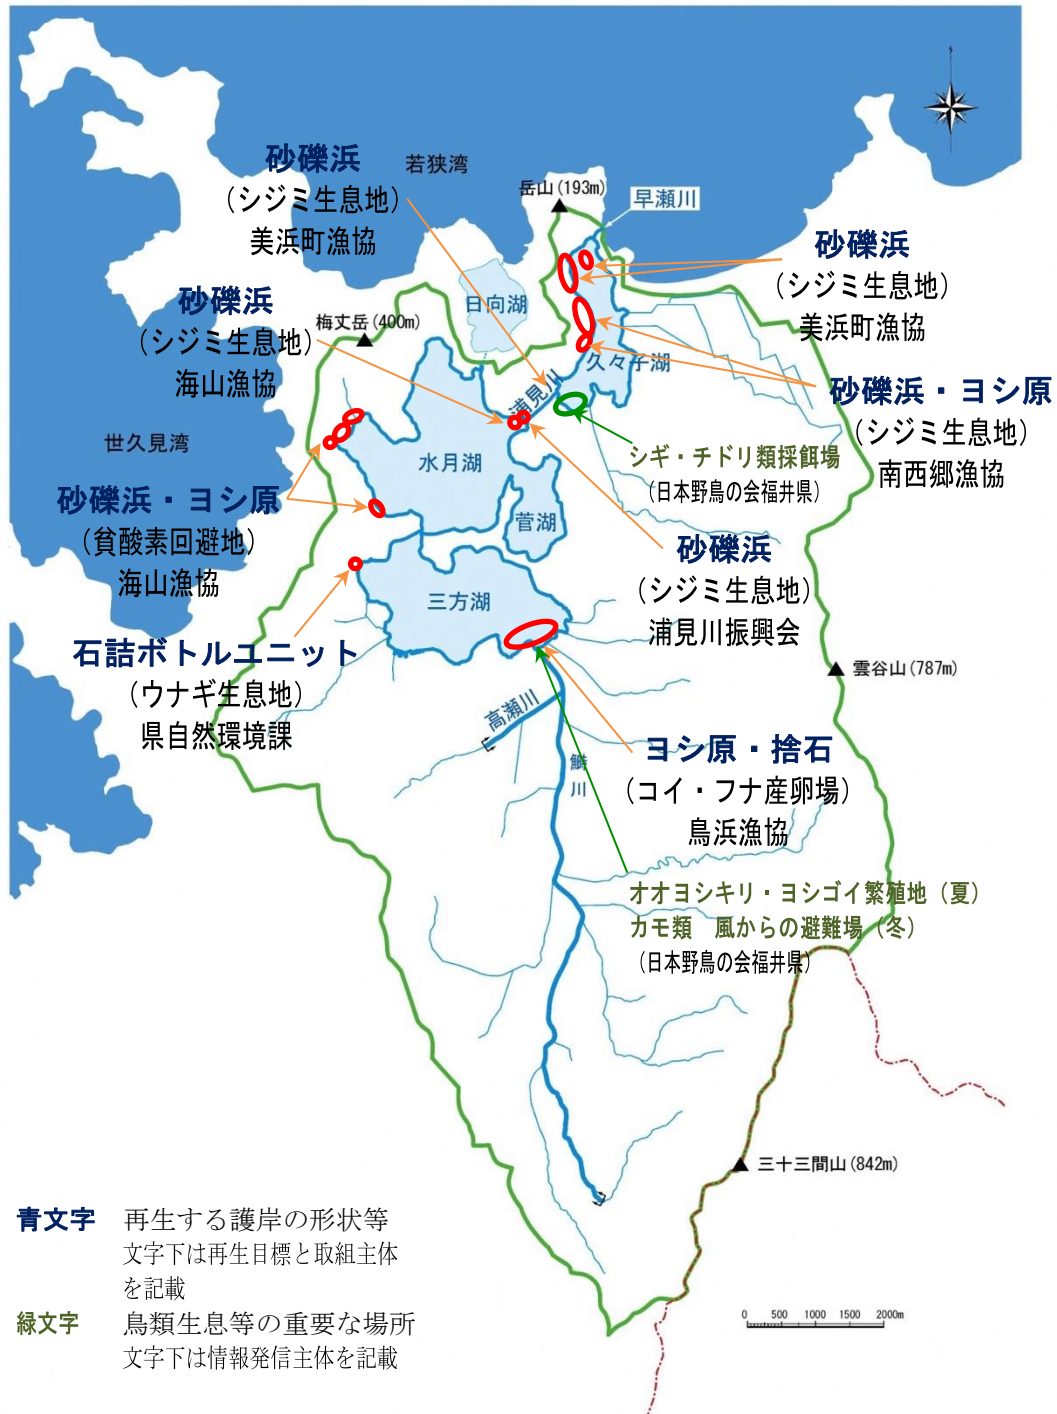 砂礫浜
(シジミ生息地)
美浜町漁協
若狭湾
岳山(193m)
早瀬川
砂礫浜
(シジミ生息地)
美浜町漁協
砂礫浜
(シジミ生息地)
海山漁協
日向湖
梅丈岳(400m)
久々子湖
浦見川
砂礫浜・ヨシ原
(シジミ生息地)
南西郷漁協
世久見湾
水月湖
シギ・チドリ類採餌場
(日本野鳥の会福井県)
砂礫浜・ヨシ原
(貧酸素回避地)
海山漁協
菅湖
砂礫浜
(シジミ生息地)
浦見川振興会
三方湖
石詰ボトルユニット
(ウナギ生息地)
県自然環境課
雲谷山(787m)
高瀬川
鰣川
ヨシ原・捨石
(コイ・フナ産卵場)
鳥浜漁協
オオヨシキリ・ヨシゴイ繁殖地(夏)
カモ類 風からの避難場(冬)
(日本野鳥の会福井県)
三十三間山(842m)
青文字 再生する護岸の形状等
文字下は再生目標と取組主体
を記載
緑文字 鳥類生息等の重要な場所
文字下は情報発信主体を記載
0 500 1000 1500 2000m